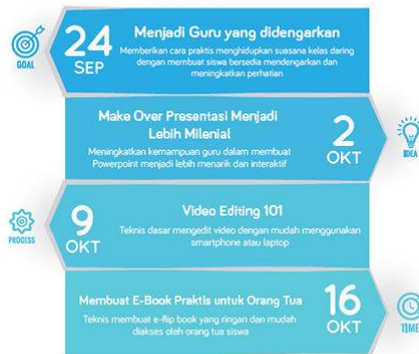 GOAL
24
SEP
Menjadi Guru yang didengarkan
Memberikan cara praktis menghidupkan suasana kelas daring
dengan membuat siswa bersedia mendengarkan dan
meningkatkan perhatian
Make Over Presentasi Menjadi
Lebih Milenial
Meningkatkan kemampuan guru dalam membuat
Powerpoint menjadi lebih menarik dan interaktif
2
OKT
IDEA
PROCESS
9
OKT
Video Editing 101
Teknis dasar mengedit video dengan mudah menggunakan
smartphone atau laptop
Membuat E-Book Praktis untuk Orang Tua
Teknis membuat e-flip book yang ringan dan mudah
diakses oleh orang tua siswa
16
OKT
TIME